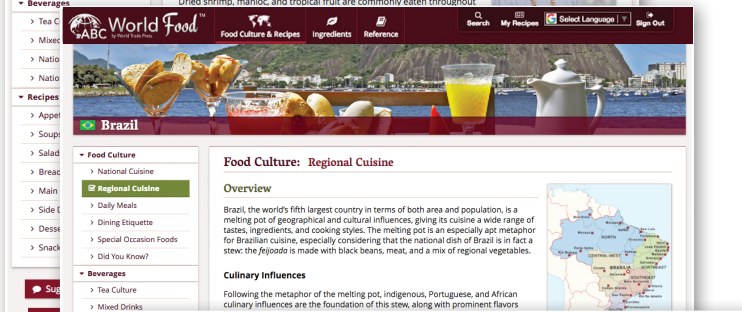 Beverages
Dried shrimp, manioc, and tropical fruit are commonly eaten throughout
Tea C
Mixed
Natio
Natio
Recipes
Appet
Soups
Salad
Bread
Main
Side D
Desse
Snack
Sug
ABC World Food™
by World Trade Press
Food Culture & Recipes
Ingredients
Reference
Search
My Recipes
Select Language
Sign Out
Brazil
Food Culture
National Cuisine
Regional Cuisine
Daily Meals
Dining Etiquette
Special Occasion Foods
Did You Know?
Beverages
Tea Culture
Mixed Drinks
Food Culture: Regional Cuisine
Overview
Brazil, the world's fifth largest country in terms of both area and population, is a
melting pot of geographical and cultural influences, giving its cuisine a wide range of
tastes, ingredients, and cooking styles. The melting pot is an especially apt metaphor
for Brazilian cuisine, especially considering that the national dish of Brazil is in fact a
stew: the feijoada is made with black beans, meat, and a mix of regional vegetables.
Culinary Influences
Following the metaphor of the melting pot, indigenous, Portuguese, and African
culinary influences are the foundation of this stew, along with prominent flavors
NORTH
CENTRAL-WEST
BRASILIA
NORTHEAST
SOUTHEAST